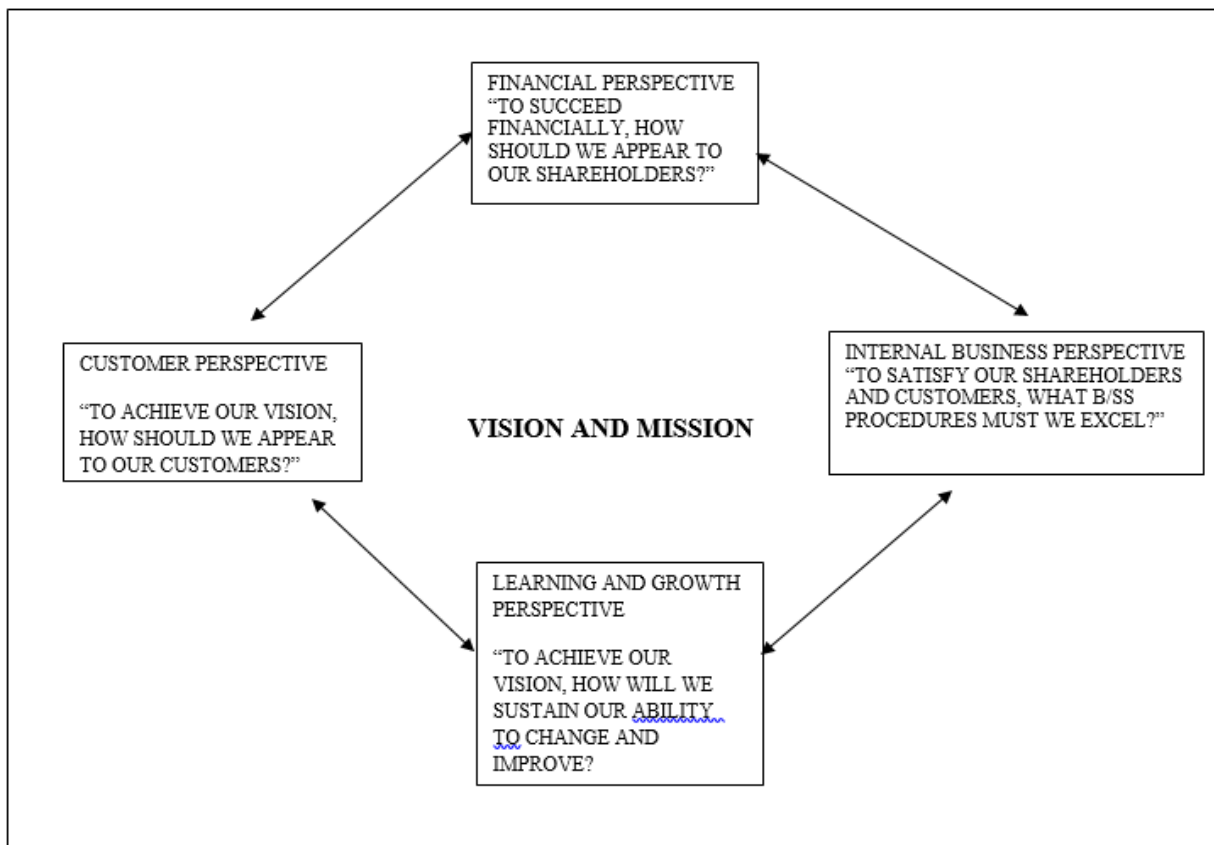 FINANCIAL PERSPECTIVE
“TO SUCCEED
FINANCIALLY, HOW
SHOULD WE APPEAR TO
OUR SHAREHOLDERS?”
CUSTOMER PERSPECTIVE
“TO ACHIEVE OUR VISION,
HOW SHOULD WE APPEAR
TO OUR CUSTOMERS?”
VISION AND MISSION
INTERNAL BUSINESS PERSPECTIVE
“TO SATISFY OUR SHAREHOLDERS
AND CUSTOMERS, WHAT B/SS
PROCEDURES MUST WE EXCEL?”
LEARNING AND GROWTH
PERSPECTIVE
“TO ACHIEVE OUR
VISION, HOW WILL WE
SUSTAIN OUR ABILITY
TO CHANGE AND
IMPROVE?